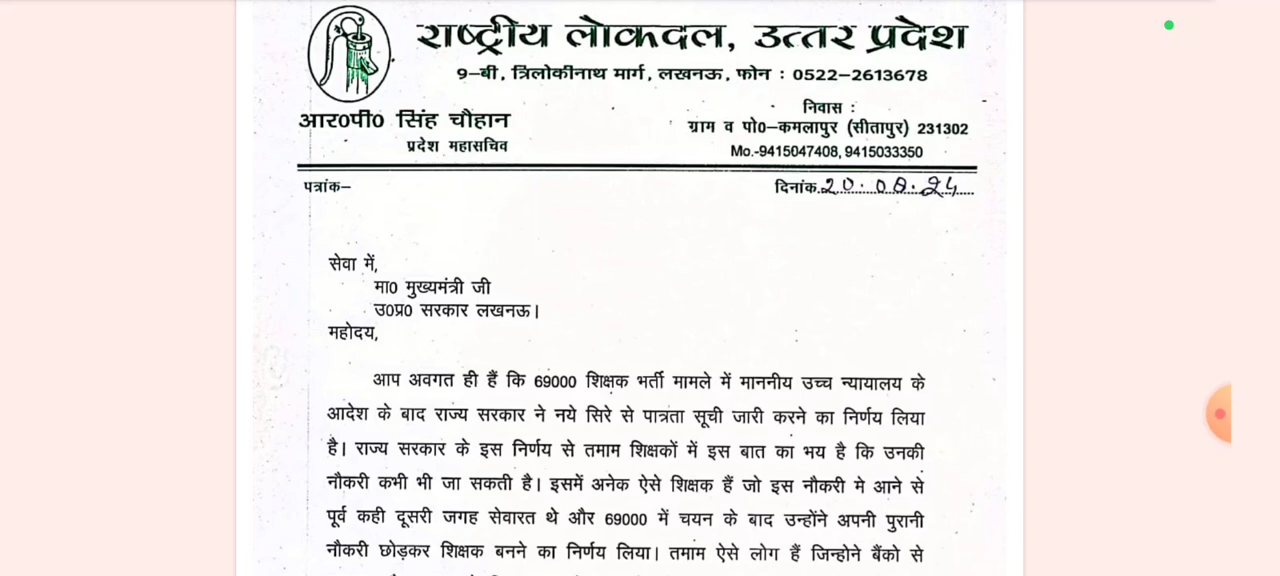 राष्ट्रीय लोकदल, उत्तर प्रदेश
9–बी, त्रिलोकीनाथ मार्ग, लखनऊ, फोन : 0522–2613678
आर0पी0 सिंह चौहान
प्रदेश महासचिव
निवास :
ग्राम व पो0–कमलापुर (सीतापुर) 231302
Mo.-9415047408, 9415033350
पत्रांक–
दिनांक 20.08.24
सेवा में,
मा0 मुख्यमंत्री जी
उ0प्र0 सरकार लखनऊ।
महोदय,
आप अवगत ही हैं कि 69000 शिक्षक भर्ती मामले में माननीय उच्च न्यायालय के
आदेश के बाद राज्य सरकार ने नये सिरे से पात्रता सूची जारी करने का निर्णय लिया
है। राज्य सरकार के इस निर्णय से तमाम शिक्षकों में इस बात का भय है कि उनकी
नौकरी कभी भी जा सकती है। इसमें अनेक ऐसे शिक्षक हैं जो इस नौकरी मे आने से
पूर्व कही दूसरी जगह सेवारत थे और 69000 में चयन के बाद उन्होंने अपनी पुरानी
नौकरी छोड़कर शिक्षक बनने का निर्णय लिया। तमाम ऐसे लोग हैं जिन्होने बैंको से